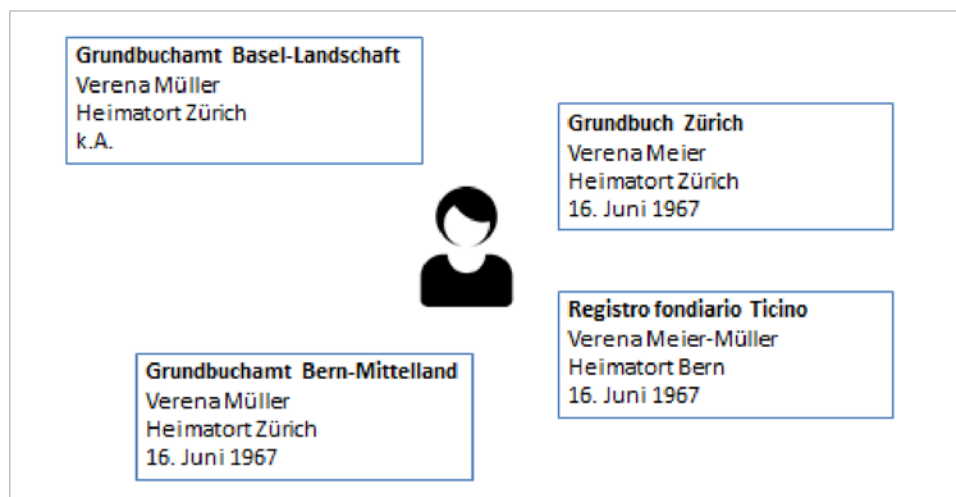 Grundbuchamt Basel-Landschaft
Verena Müller
Heimatort Zürich
k.A.
Grundbuch Zürich
Verena Meier
Heimatort Zürich
16. Juni 1967
Registro fondiario Ticino
Verena Meier-Müller
Heimatort Bern
16. Juni 1967
Grundbuchamt Bern-Mittelland
Verena Müller
Heimatort Zürich
16. Juni 1967